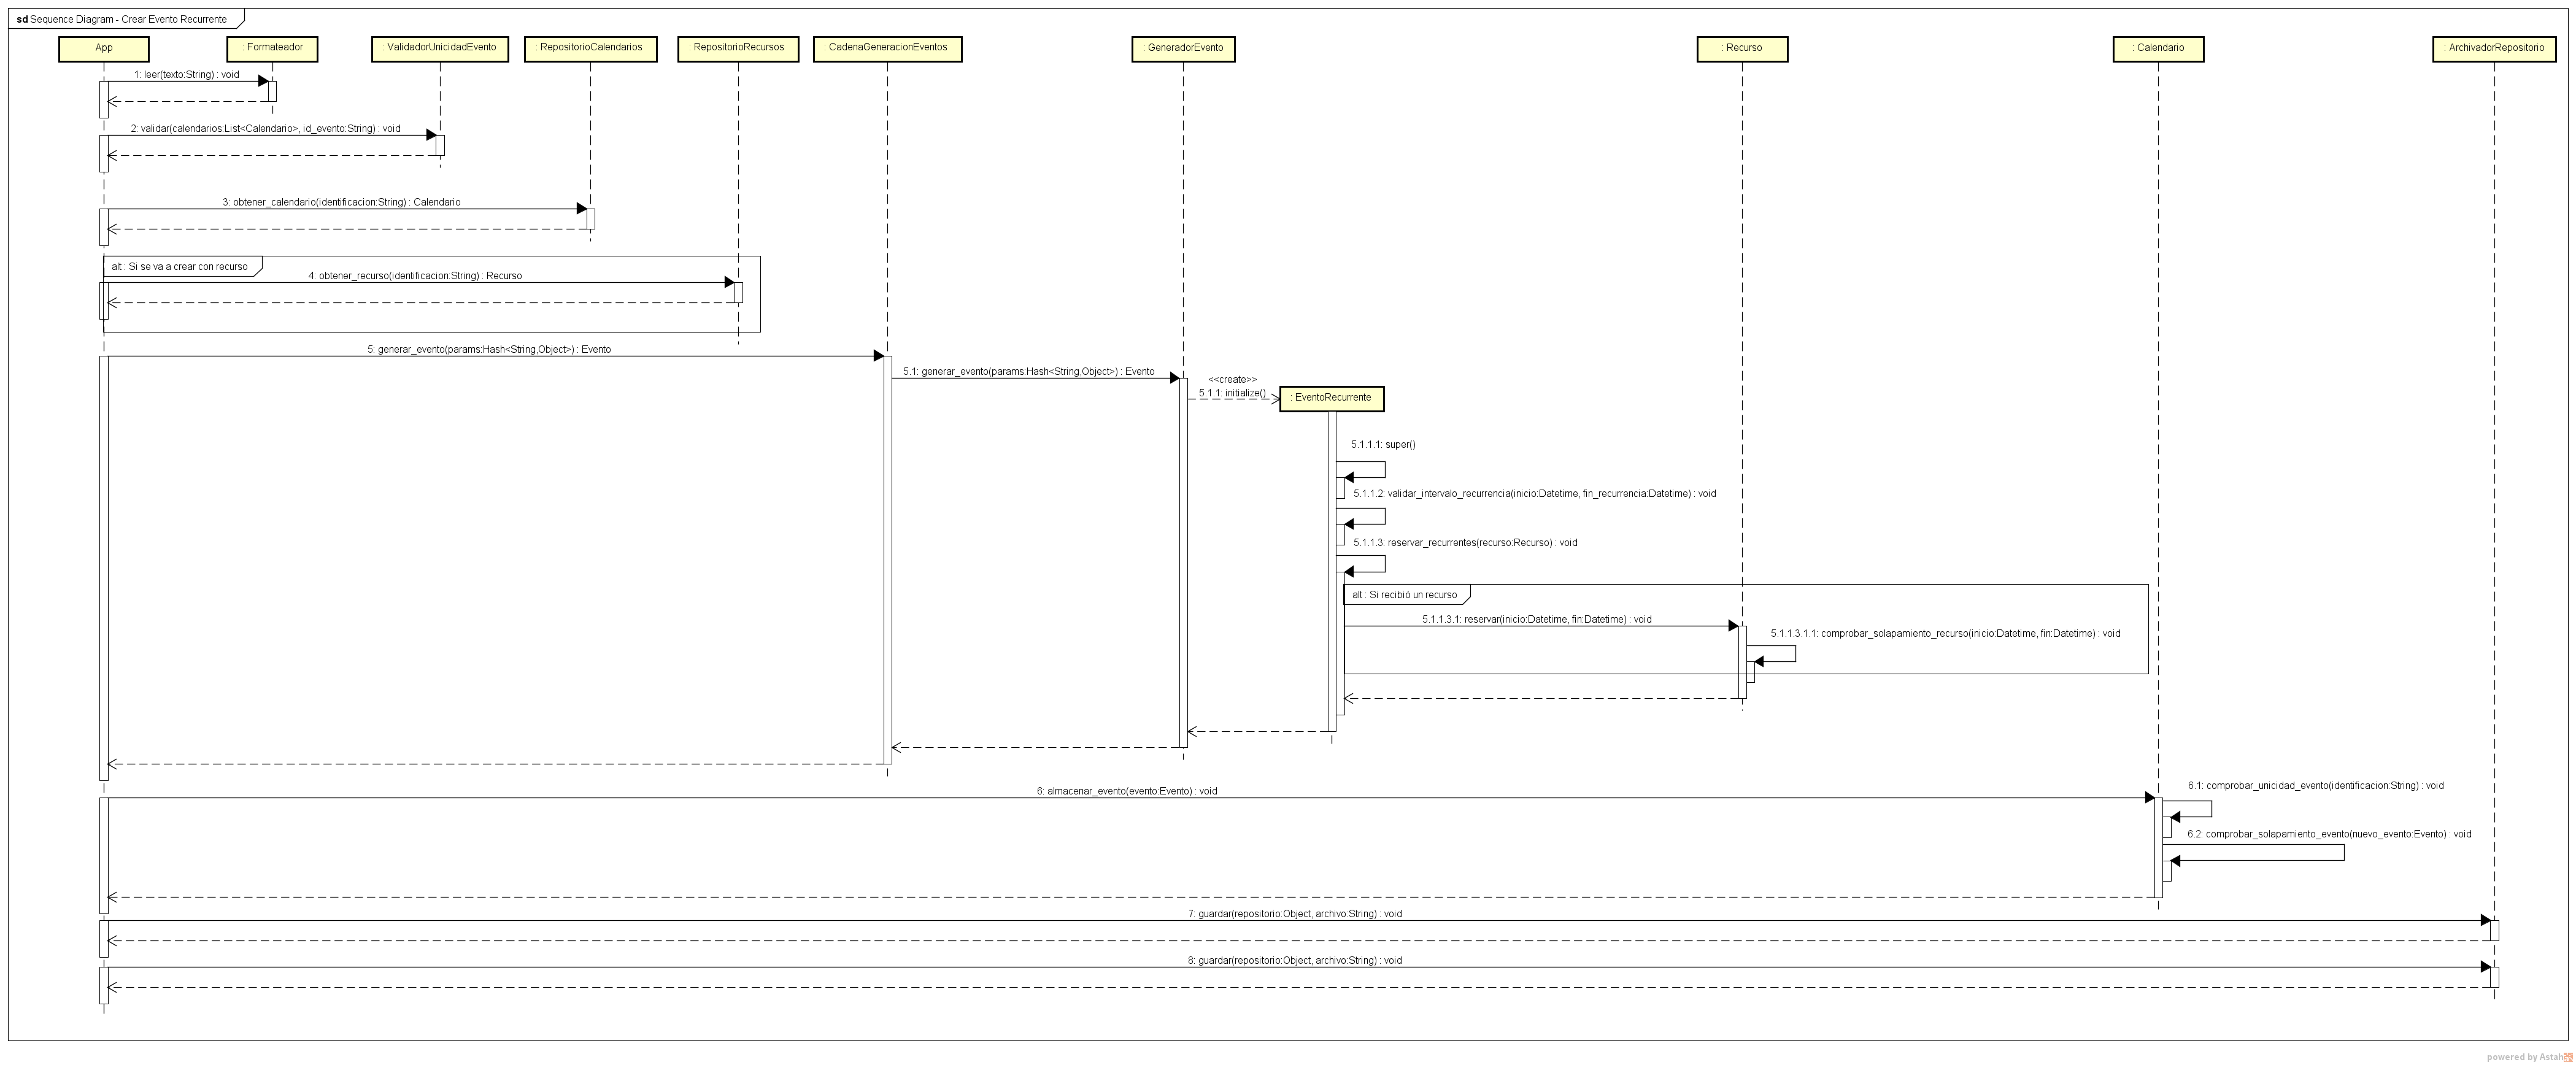 sd Sequence Diagram - Crear Evento Recurrente
App
: Formateador
: ValidadorUnicidadEvento
: RepositorioCalendarios
: RepositorioRecursos
: CadenaGeneracionEventos
: GeneradorEvento
: Recurso
: Calendario
: ArchivadorRepositorio
1: leer(texto:String) : void
2: validar(calendarios:List<Calendario>, id_evento:String) : void
3: obtener_calendario(identificacion:String) : Calendario
alt : Si se va a crear con recurso
4: obtener_recurso(identificacion:String) : Recurso
5: generar_evento(params:Hash<String,Object>) : Evento
5.1: generar_evento(params:Hash<String,Object>) : Evento
<<create>>
5.1.1: initialize()
: EventoRecurrente
5.1.1.1: super()
5.1.1.2: validar_intervalo_recurrencia(inicio:Datetime, fin_recurrencia:Datetime) : void
5.1.1.3: reservar_recurrentes(recurso:Recurso) : void
alt : Si recibió un recurso
5.1.1.3.1: reservar(inicio:Datetime, fin:Datetime) : void
5.1.1.3.1.1: comprobar_solapamiento_recurso(inicio:Datetime, fin:Datetime) : void
6: almacenar_evento(evento:Evento) : void
6.1: comprobar_unicidad_evento(identificacion:String) : void
6.2: comprobar_solapamiento_evento(nuevo_evento:Evento) : void
7: guardar(repositorio:Object, archivo:String) : void
8: guardar(repositorio:Object, archivo:String) : void
powered by Astah